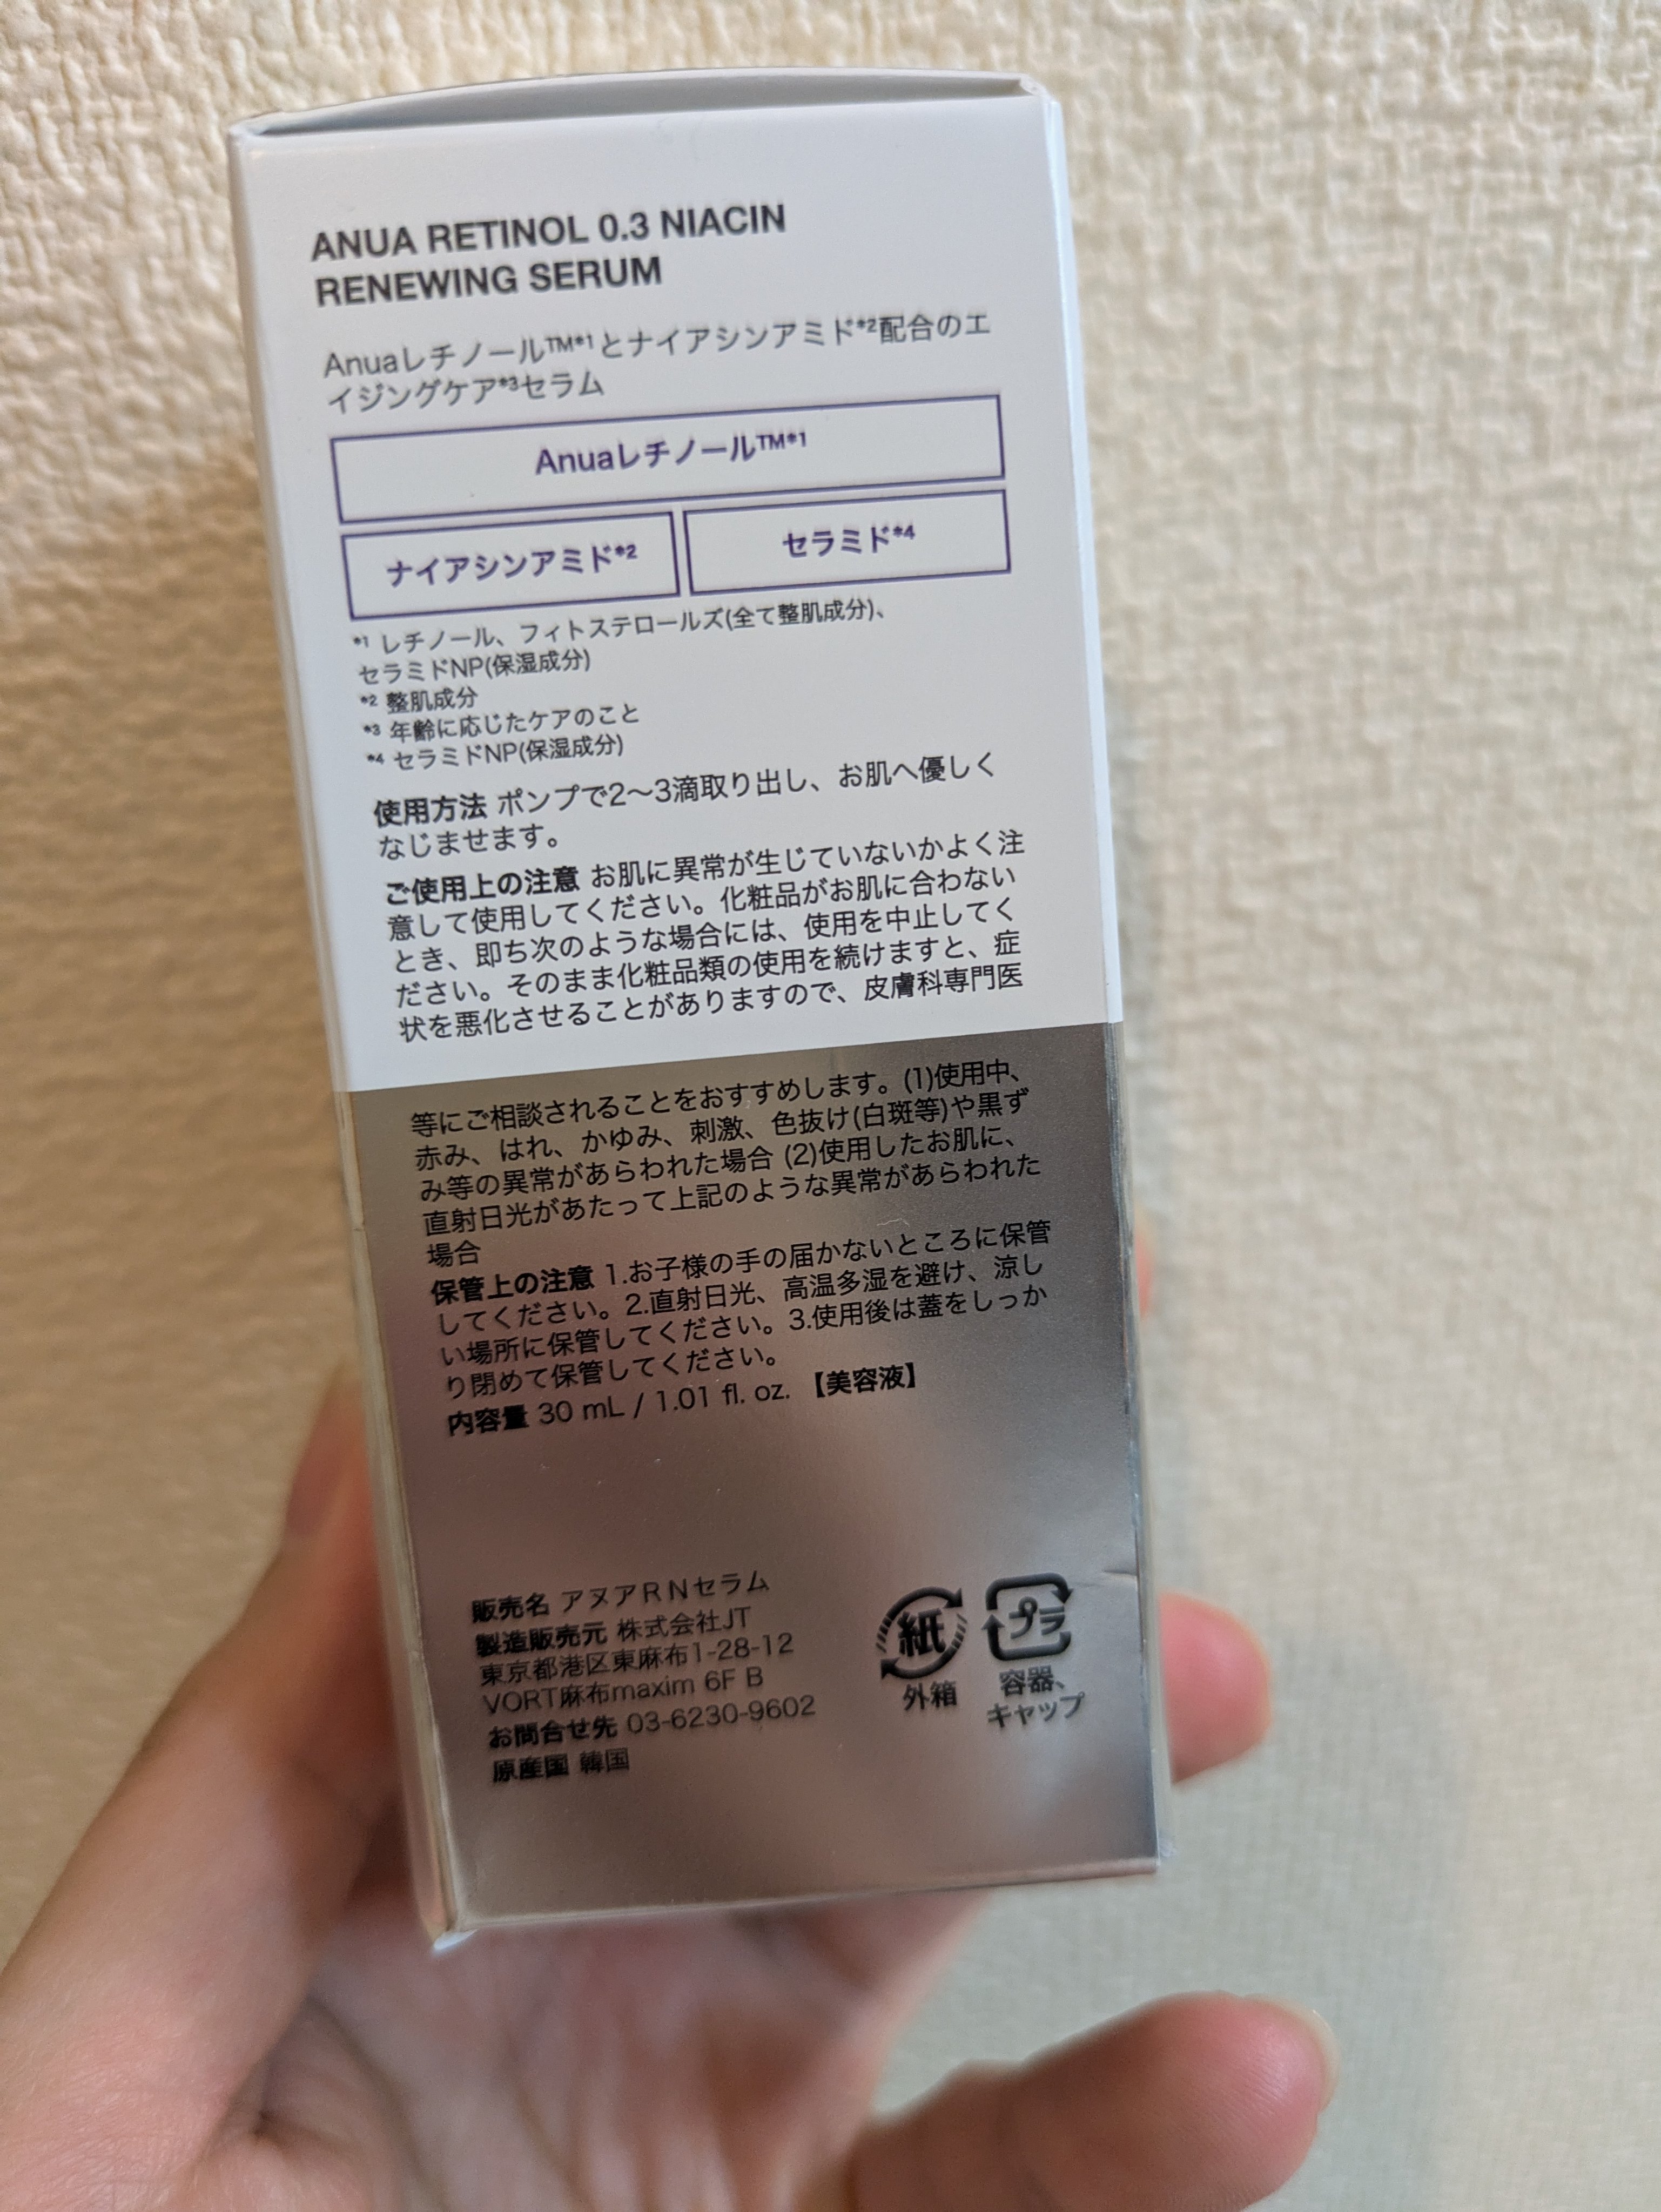 ANUA RETINOL 0.3 NIACIN
RENEWING SERUM
Anuaレチノール™*1とナイアシンアミド*2配合のエ
イジングケア*3セラム
Anuaレチノール™*1
ナイアシンアミド*2 セラミド*4
*1 レチノール、フィトステロールズ(全て整肌成分)、
セラミドNP(保湿成分)
*2 整肌成分
*3 年齢に応じたケアのこと
*4 セラミドNP(保湿成分)
使用方法 ポンプで2〜3滴取り出し、お肌へ優しく
なじませます。
ご使用上の注意 お肌に異常が生じていないかよく注
意して使用してください。化粧品がお肌に合わない
とき、即ち次のような場合には、使用を中止してく
ださい。そのまま化粧品類の使用を続けますと、症
状を悪化させることがありますので、皮膚科専門医
等にご相談されることをおすすめします。(1)使用中、
赤み、はれ、かゆみ、刺激、色抜け(白斑等)や黒ず
み等の異常があらわれた場合 (2)使用したお肌に、
直射日光があたって上記のような異常があらわれた
場合
保管上の注意 1.お子様の手の届かないところに保管
してください。2.直射日光、高温多湿を避け、涼し
い場所に保管してください。3.使用後は蓋をしっか
り閉めて保管してください。
内容量 30 mL / 1.01 fl. oz. 【美容液】
販売名 アヌアRNセラム
製造販売元 株式会社JT
東京都港区東麻布1-28-12
VORT麻布maxim 6F B
お問合せ先 03-6230-9602
原産国 韓国
紙 プラ
外箱 容器、
キャップ